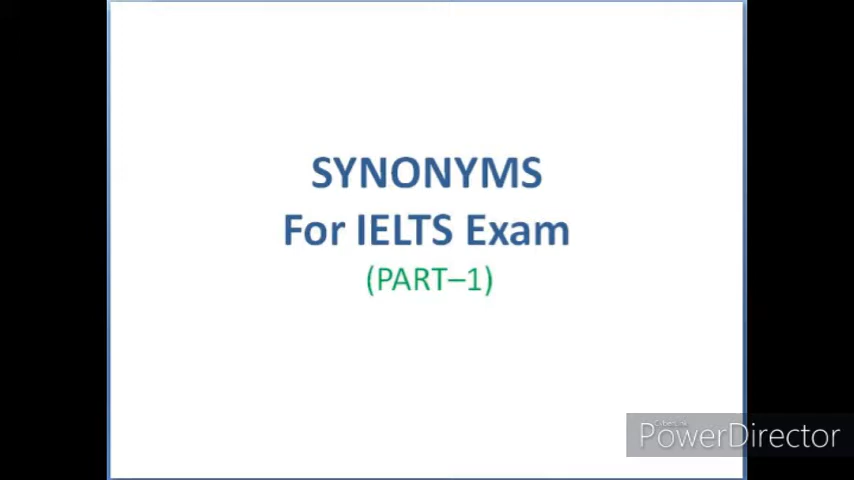 SYNONYMS
For IELTS Exam
(PART–1)
PowerDirector